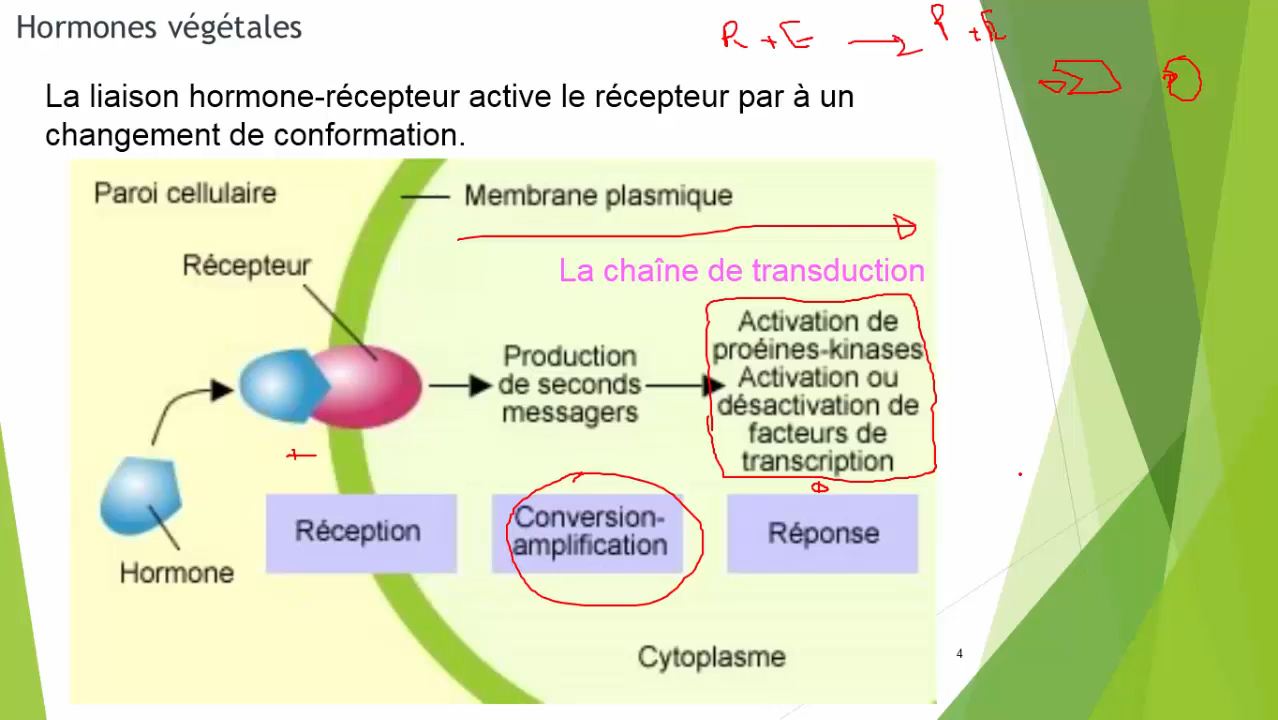 Hormones végétales
R + E → P + E
La liaison hormone-récepteur active le récepteur par à un
changement de conformation.
Paroi cellulaire
Membrane plasmique
Récepteur
La chaîne de transduction
Production
de seconds
messagers
Activation de
proéines-kinases
Activation ou
désactivation de
facteurs de
transcription
+
Réception
Conversion-
amplification
Réponse
Hormone
Cytoplasme
4